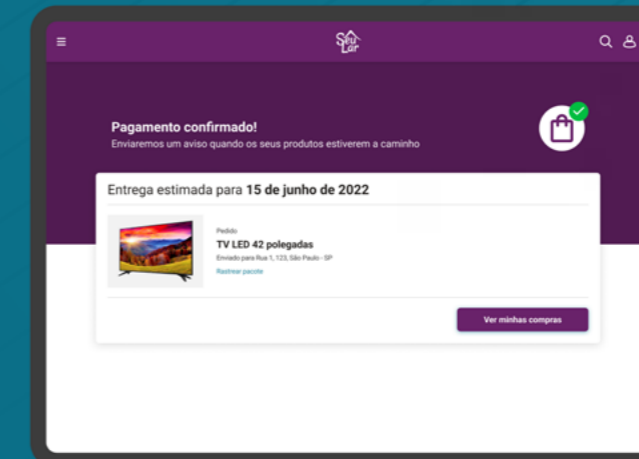 Seu
Lar
Pagamento confirmado!
Enviaremos um aviso quando os seus produtos estiverem a caminho
Entrega estimada para 15 de junho de 2022
Pedido
TV LED 42 polegadas
Enviado para Rua 1, 123, São Paulo - SP
Rastrear pacote
Ver minhas compras